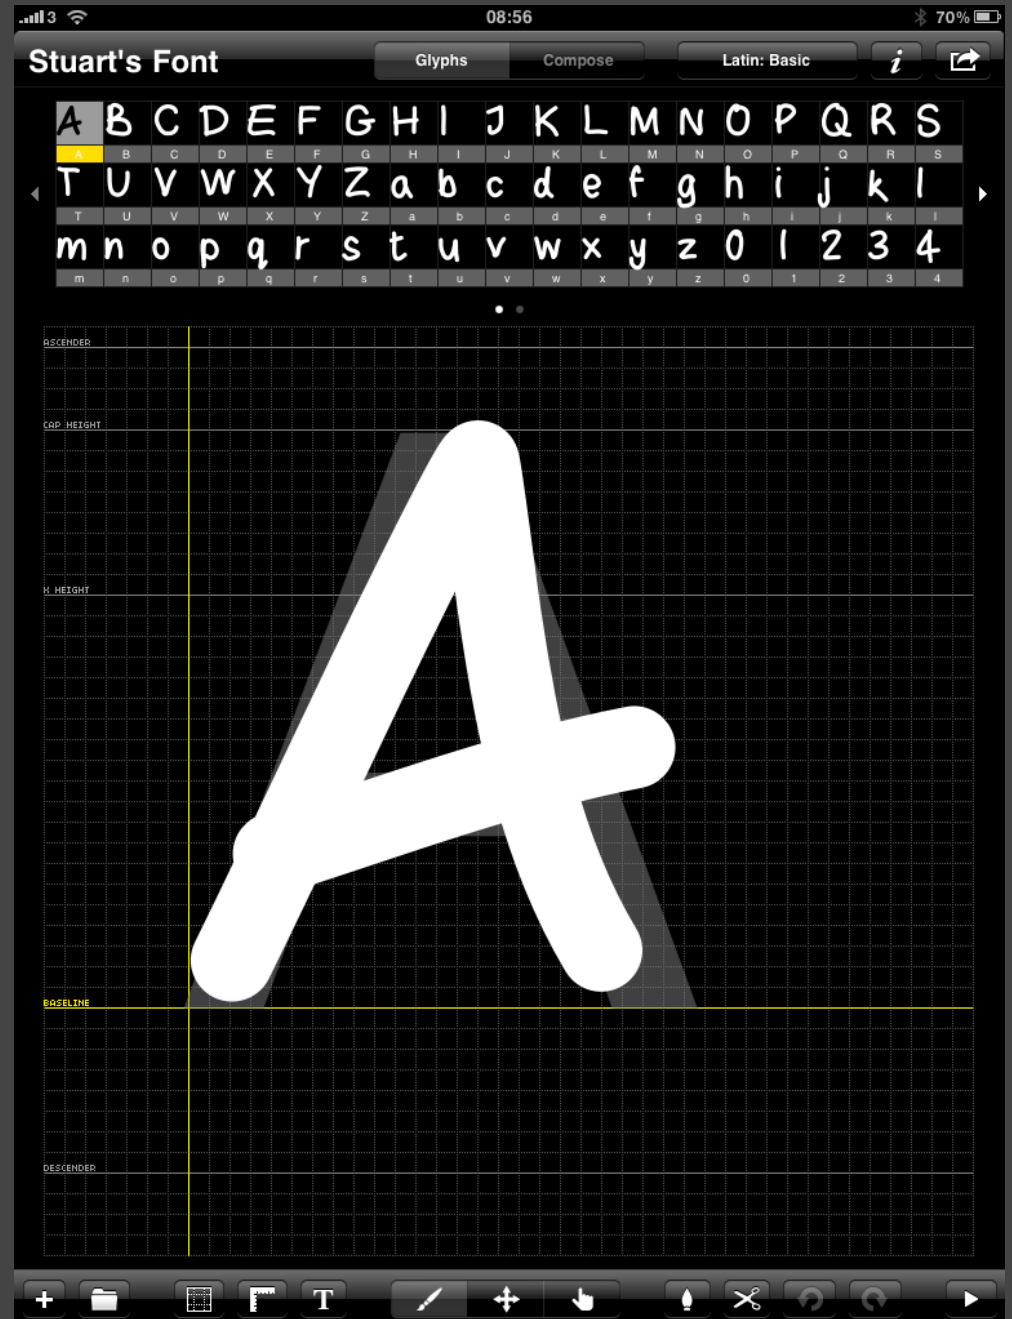 3 08:56 70%
Stuart's Font Glyphs Compose Latin: Basic i
A B C D E F G H I J K L M N O P Q R S
A B C D E F G H I J K L M N O P Q R S
T U V W X Y Z a b c d e f g h i j k l
T U V W X Y Z a b c d e f g h i j k l
m n o p q r s t u v w x y z 0 1 2 3 4
m n o p q r s t u v w x y z 0 1 2 3 4
ASCENDER
CAP HEIGHT
X HEIGHT
A
BASELINE
DESCENDER
T